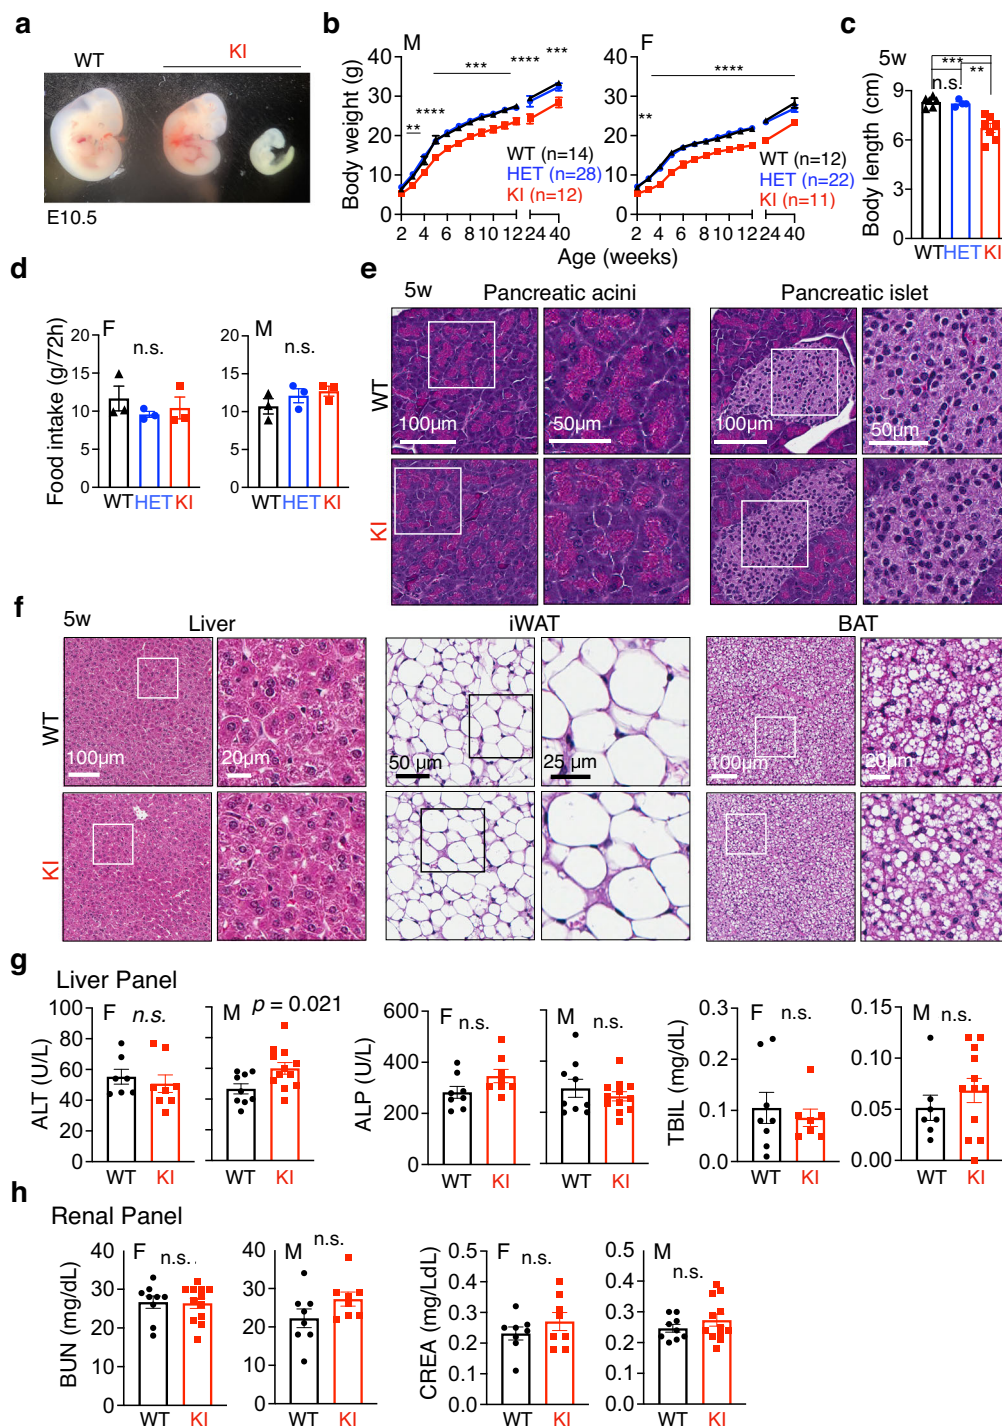 a
WT
KI
E10.5
b
M
F
Body weight (g)
40
30
20
10
0
**
****
***
****
***
WT (n=14)
HET (n=28)
KI (n=12)
2 4 6 8 10 12 24 40
40
30
20
10
0
**
****
WT (n=12)
HET (n=22)
KI (n=11)
2 4 6 8 10 12 24 40
Age (weeks)
c
5w
***
**
n.s.
Body length (cm)
9
6
3
0
WT HET KI
d
Food intake (g/72h)
F
n.s.
20
15
10
5
0
WT HET KI
M
n.s.
20
15
10
5
0
WT HET KI
e
5w
Pancreatic acini
Pancreatic islet
WT
100μm
50μm
100μm
50μm
KI
f
5w
Liver
iWAT
BAT
WT
100μm
20μm
50 μm
25 μm
100μm
20μm
KI
g
Liver Panel
ALT (U/L)
100
80
60
40
20
0
F
n.s.
WT KI
M
p = 0.021
WT KI
ALP (U/L)
600
400
200
0
F
n.s.
WT KI
M
n.s.
WT KI
TBIL (mg/dL)
0.3
0.2
0.1
0.0
F
n.s.
WT KI
0.15
0.10
0.05
0.00
M
n.s.
WT KI
h
Renal Panel
BUN (mg/dL)
40
30
20
10
0
F
n.s.
WT KI
40
30
20
10
0
M
n.s.
WT KI
CREA (mg/LdL)
0.5
0.4
0.3
0.2
0.1
0.0
F
n.s.
WT KI
0.5
0.4
0.3
0.2
0.1
0.0
M
n.s.
WT KI